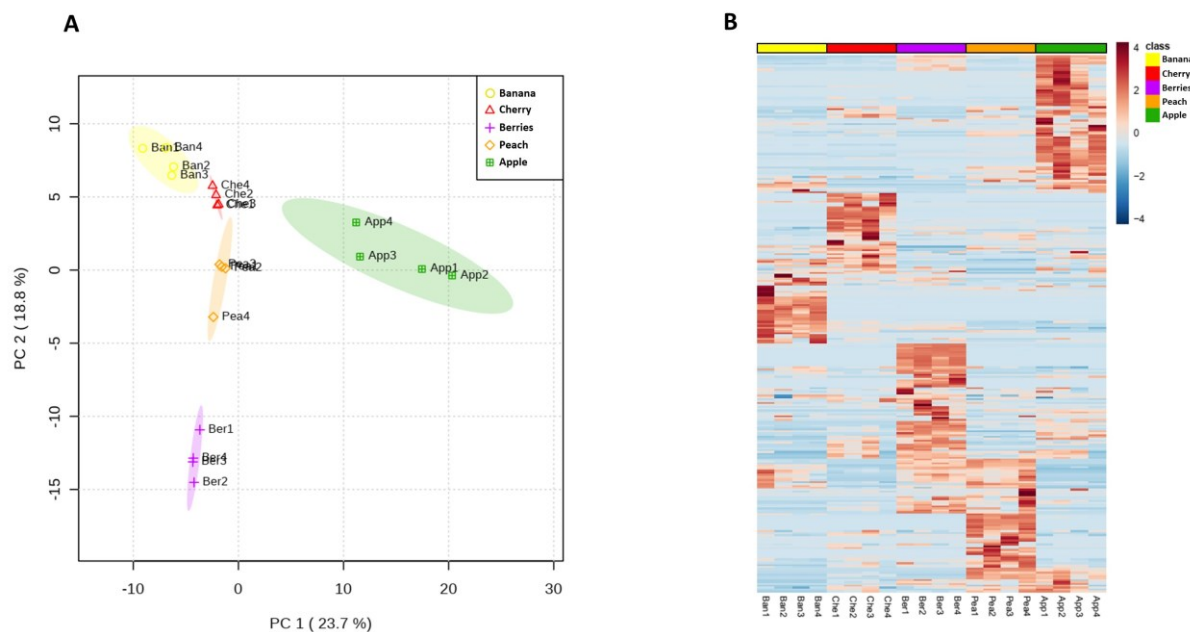 A
B
Banana
Cherry
Berries
Peach
Apple
10
5
0
-5
-10
-15
PC 2 ( 18.8 %)
Ban1
Ban4
Ban2
Ban3
Che4
Che2
Che3
Pea2
Pea4
Ber1
Ber4
Ber3
Ber2
App4
App3
App1
App2
-10
0
10
20
30
PC 1 ( 23.7 %)
4
2
0
−2
−4
class
Banana
Cherry
Berries
Peach
Apple
Ban1
Ban2
Ban3
Ban4
Che1
Che2
Che3
Che4
Ber1
Ber2
Ber3
Ber4
Pea1
Pea2
Pea3
Pea4
App1
App2
App3
App4